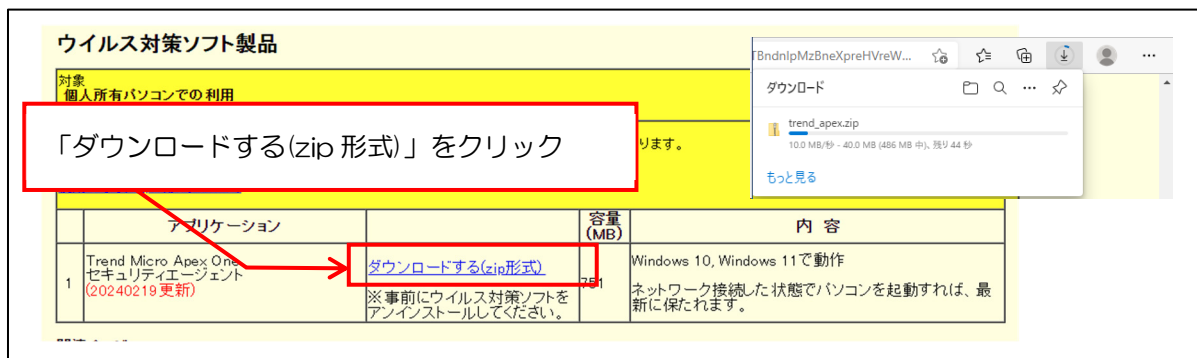 ウイルス対策ソフト製品
対象
個人所有パソコンでの利用
「ダウンロードする(zip 形式)」をクリック
ります。
アプリケーション
容量
(MB)
内 容
1
Trend Micro Apex One
セキュリティエージェント
(20240219更新)
ダウンロードする(zip形式)
※事前にウイルス対策ソフトを
アンインストールしてください。
751
Windows 10, Windows 11で動作
ネットワーク接続した状態でパソコンを起動すれば、最
新に保たれます。
TBndnlpMzBneXpreHVreW...
ダウンロード
trend_apex.zip
10.0 MB/秒 - 40.0 MB (486 MB 中)、残り 44 秒
もっと見る